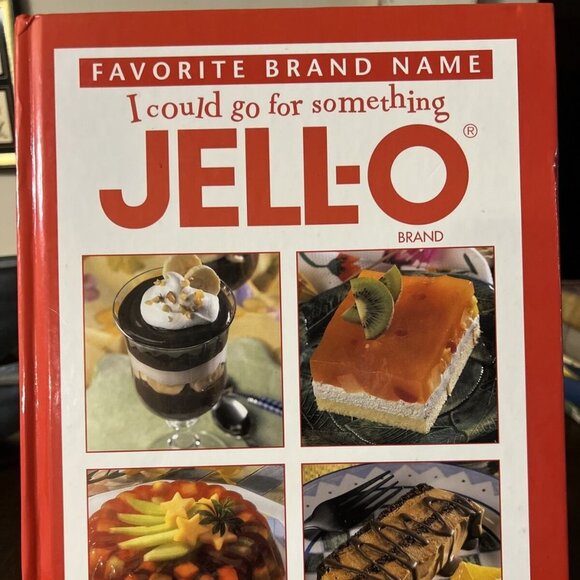 FAVORITE BRAND NAME
I could go for something
JELL-O®
BRAND